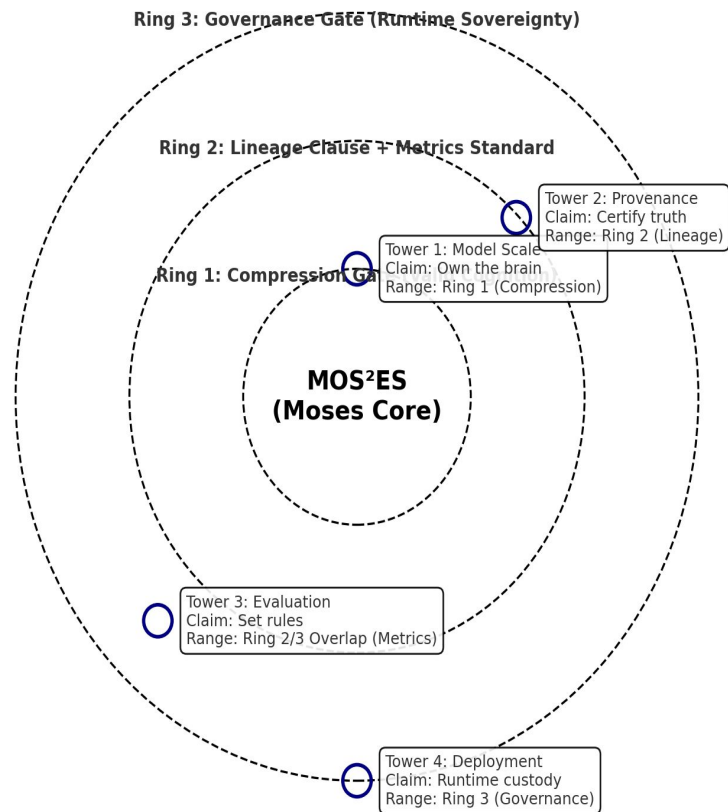 Ring 3: Governance Gate (Runtime Sovereignty)
Ring 2: Lineage Clause + Metrics Standard
Tower 2: Provenance
Claim: Certify truth
Range: Ring 2 (Lineage)
Tower 1: Model Scale
Claim: Own the brain
Range: Ring 1 (Compression)
Ring 1: Compression
MOS²ES
(Moses Core)
Tower 3: Evaluation
Claim: Set rules
Range: Ring 2/3 Overlap (Metrics)
Tower 4: Deployment
Claim: Runtime custody
Range: Ring 3 (Governance)